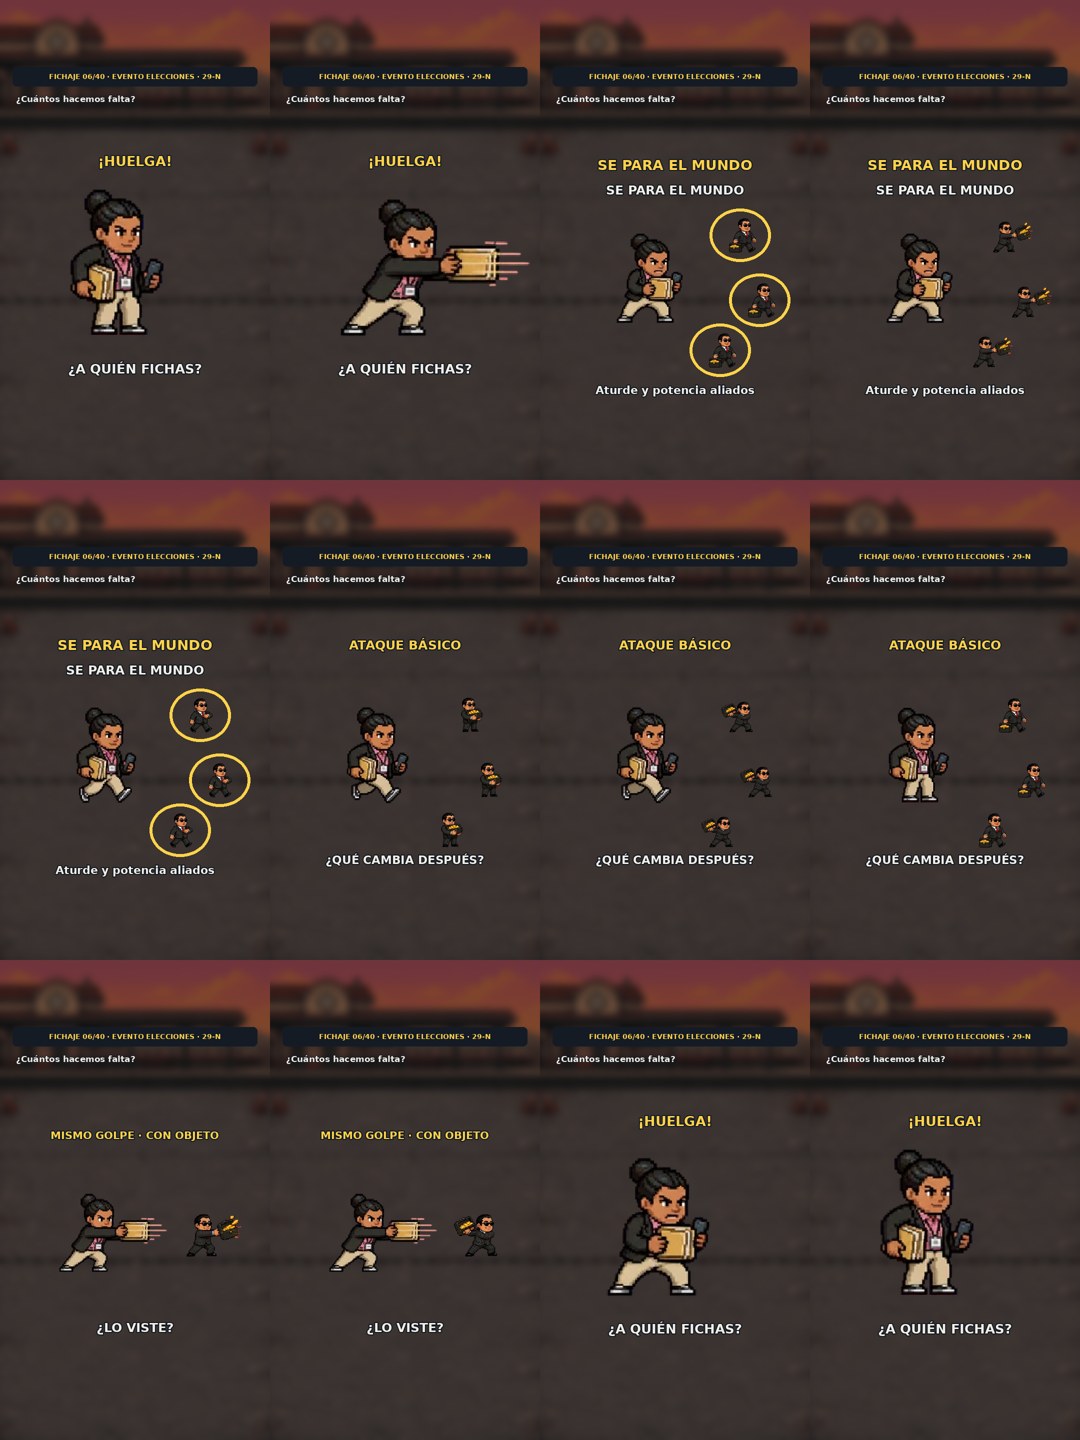 FICHAJE 06/40 · EVENTO ELECCIONES · 29-N
¿Cuántos hacemos falta?
¡HUELGA!
¿A QUIÉN FICHAS?
FICHAJE 06/40 · EVENTO ELECCIONES · 29-N
¿Cuántos hacemos falta?
¡HUELGA!
¿A QUIÉN FICHAS?
FICHAJE 06/40 · EVENTO ELECCIONES · 29-N
¿Cuántos hacemos falta?
SE PARA EL MUNDO
SE PARA EL MUNDO
Aturde y potencia aliados
FICHAJE 06/40 · EVENTO ELECCIONES · 29-N
¿Cuántos hacemos falta?
SE PARA EL MUNDO
SE PARA EL MUNDO
Aturde y potencia aliados
FICHAJE 06/40 · EVENTO ELECCIONES · 29-N
¿Cuántos hacemos falta?
SE PARA EL MUNDO
SE PARA EL MUNDO
Aturde y potencia aliados
FICHAJE 06/40 · EVENTO ELECCIONES · 29-N
¿Cuántos hacemos falta?
ATAQUE BÁSICO
¿QUÉ CAMBIA DESPUÉS?
FICHAJE 06/40 · EVENTO ELECCIONES · 29-N
¿Cuántos hacemos falta?
ATAQUE BÁSICO
¿QUÉ CAMBIA DESPUÉS?
FICHAJE 06/40 · EVENTO ELECCIONES · 29-N
¿Cuántos hacemos falta?
ATAQUE BÁSICO
¿QUÉ CAMBIA DESPUÉS?
FICHAJE 06/40 · EVENTO ELECCIONES · 29-N
¿Cuántos hacemos falta?
MISMO GOLPE · CON OBJETO
¿LO VISTE?
FICHAJE 06/40 · EVENTO ELECCIONES · 29-N
¿Cuántos hacemos falta?
MISMO GOLPE · CON OBJETO
¿LO VISTE?
FICHAJE 06/40 · EVENTO ELECCIONES · 29-N
¿Cuántos hacemos falta?
¡HUELGA!
¿A QUIÉN FICHAS?
FICHAJE 06/40 · EVENTO ELECCIONES · 29-N
¿Cuántos hacemos falta?
¡HUELGA!
¿A QUIÉN FICHAS?